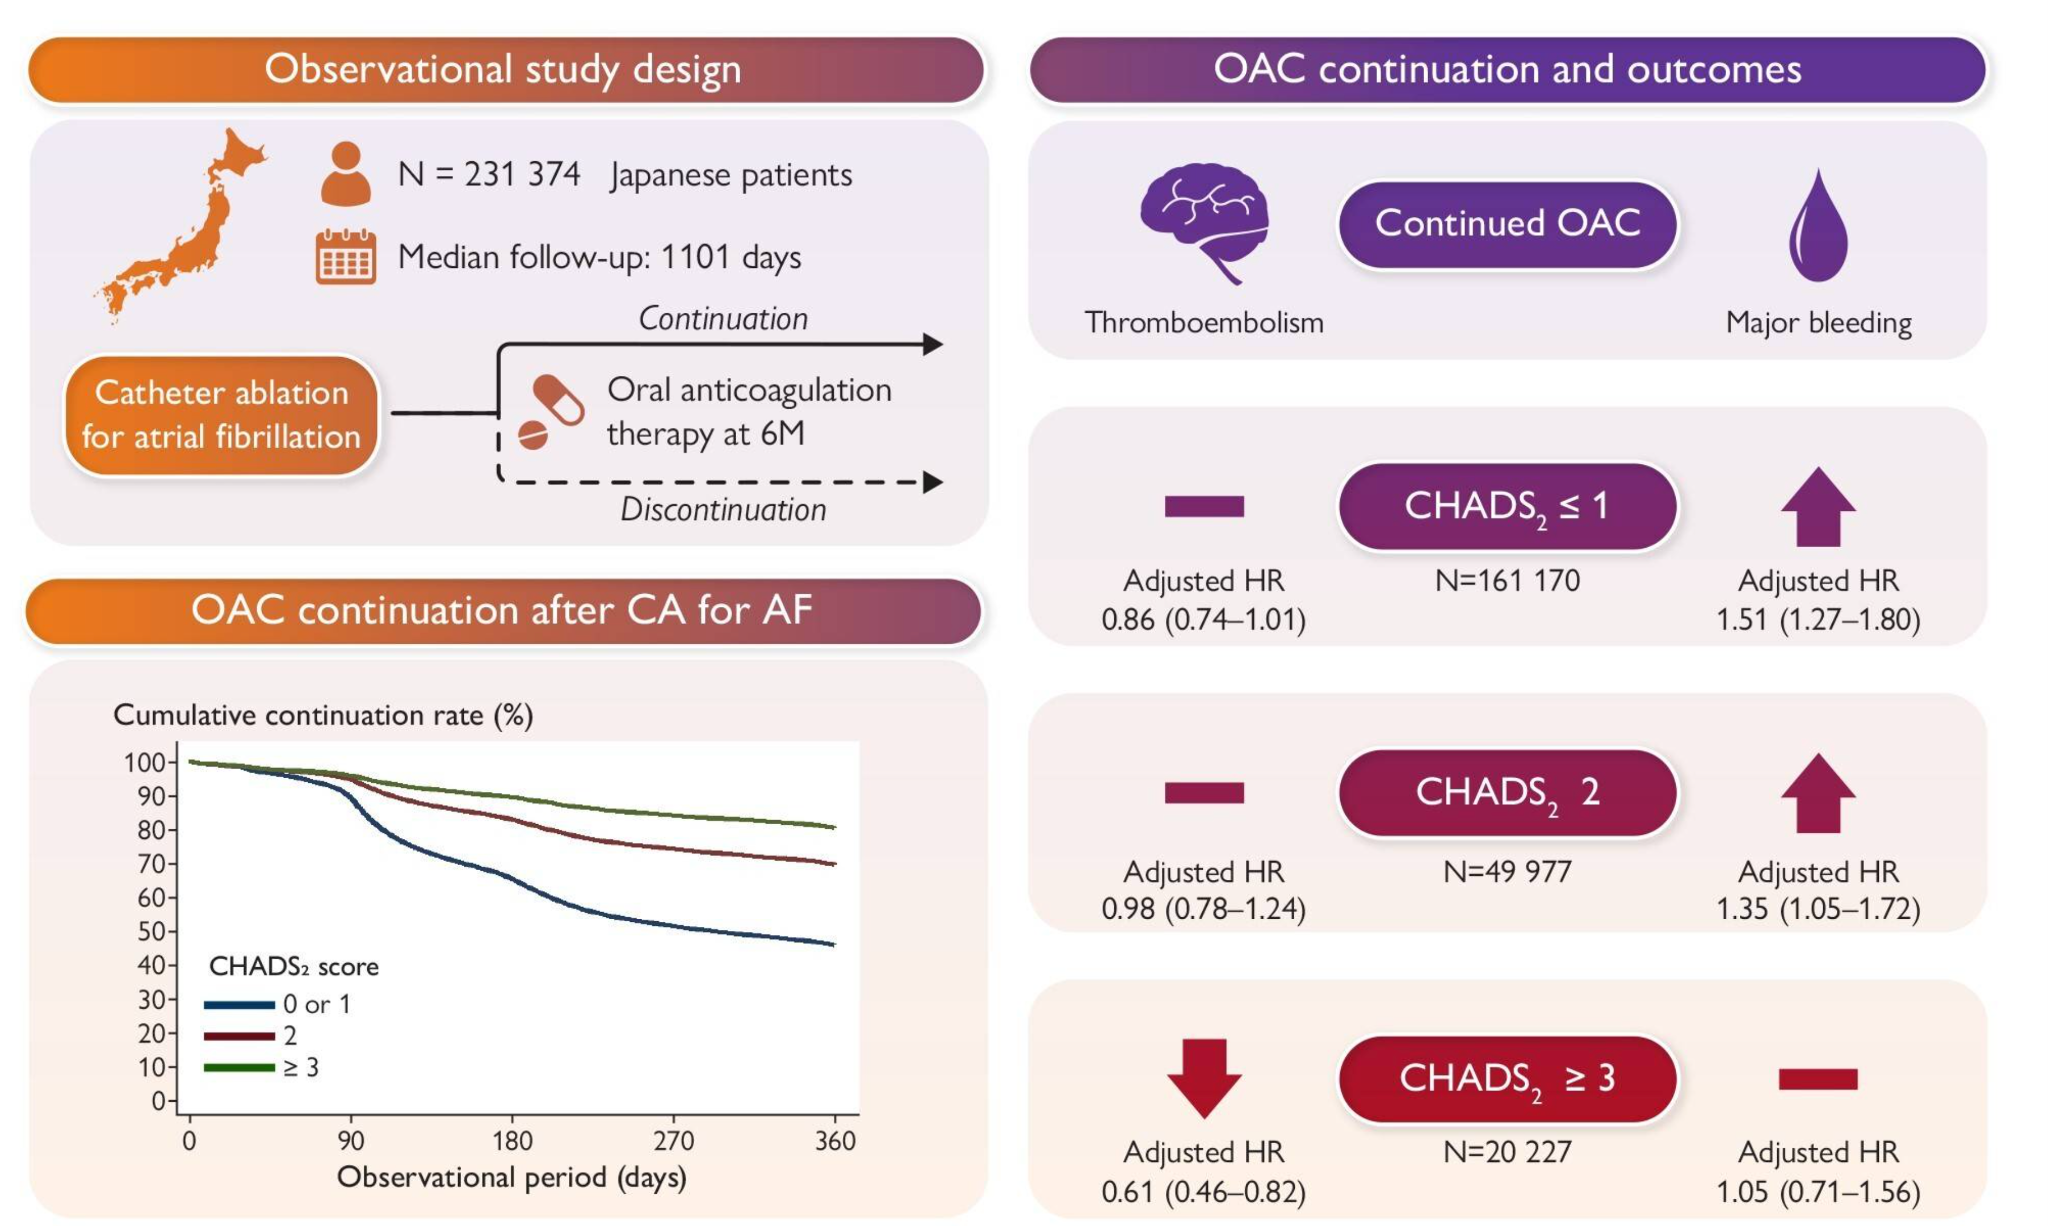 Observational study design
N = 231 374 Japanese patients
Median follow-up: 1101 days
Continuation
Catheter ablation
for atrial fibrillation
Oral anticoagulation
therapy at 6M
Discontinuation
OAC continuation after CA for AF
Cumulative continuation rate (%)
100
90
80
70
60
50
40
30
20
10
0
CHADS₂ score
0 or 1
2
≥ 3
0 90 180 270 360
Observational period (days)
OAC continuation and outcomes
Continued OAC
Thromboembolism
Major bleeding
CHADS₂ ≤ 1
Adjusted HR
0.86 (0.74–1.01)
N=161 170
Adjusted HR
1.51 (1.27–1.80)
CHADS₂ 2
Adjusted HR
0.98 (0.78–1.24)
N=49 977
Adjusted HR
1.35 (1.05–1.72)
CHADS₂ ≥ 3
Adjusted HR
0.61 (0.46–0.82)
N=20 227
Adjusted HR
1.05 (0.71–1.56)